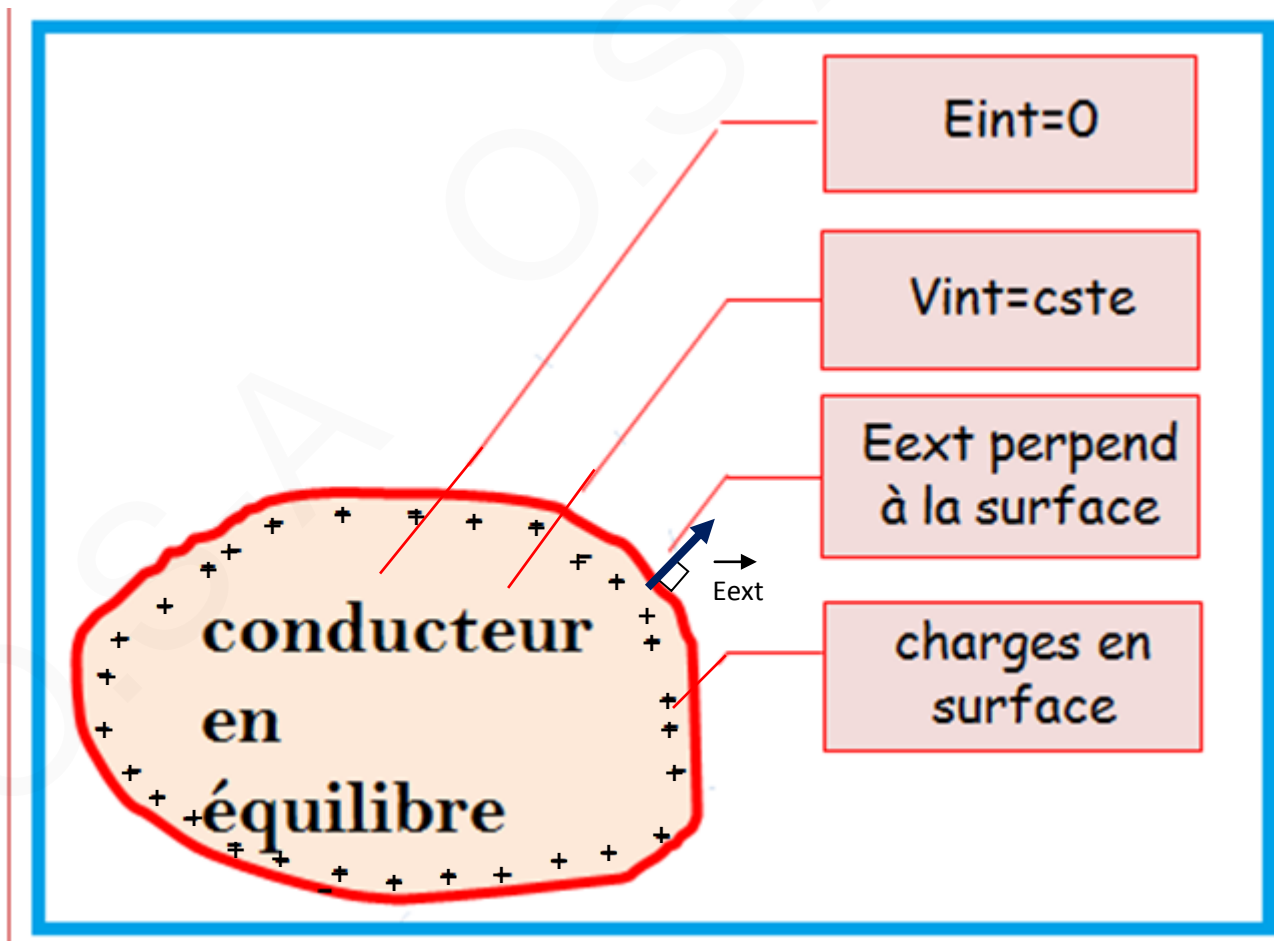 Eint=0
Vint=cste
Eext perpend
à la surface
Eext
charges en
surface
conducteur
en
équilibre